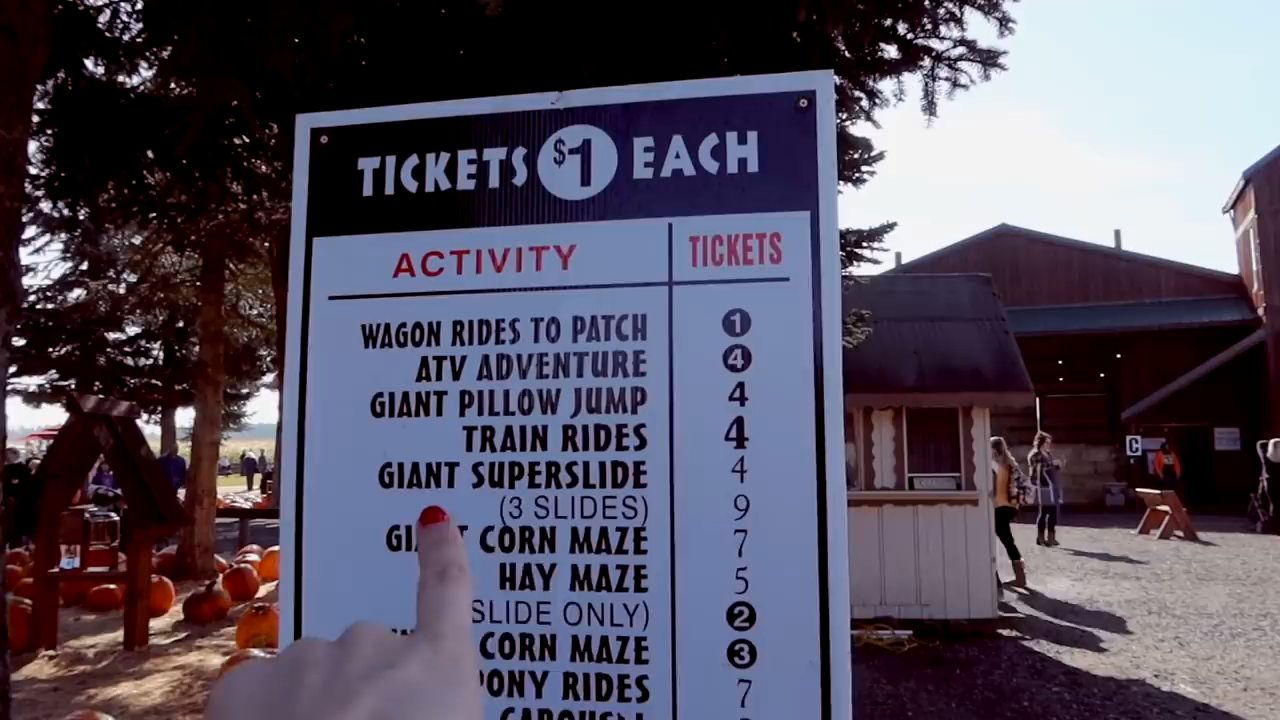 TICKETS $1 EACH
ACTIVITY TICKETS
WAGON RIDES TO PATCH 1
ATV ADVENTURE 4
GIANT PILLOW JUMP 4
TRAIN RIDES 4
GIANT SUPERSLIDE 4
(3 SLIDES) 9
CORN MAZE 7
HAY MAZE 5
SLIDE ONLY) 2
CORN MAZE 3
PONY RIDES 7
C